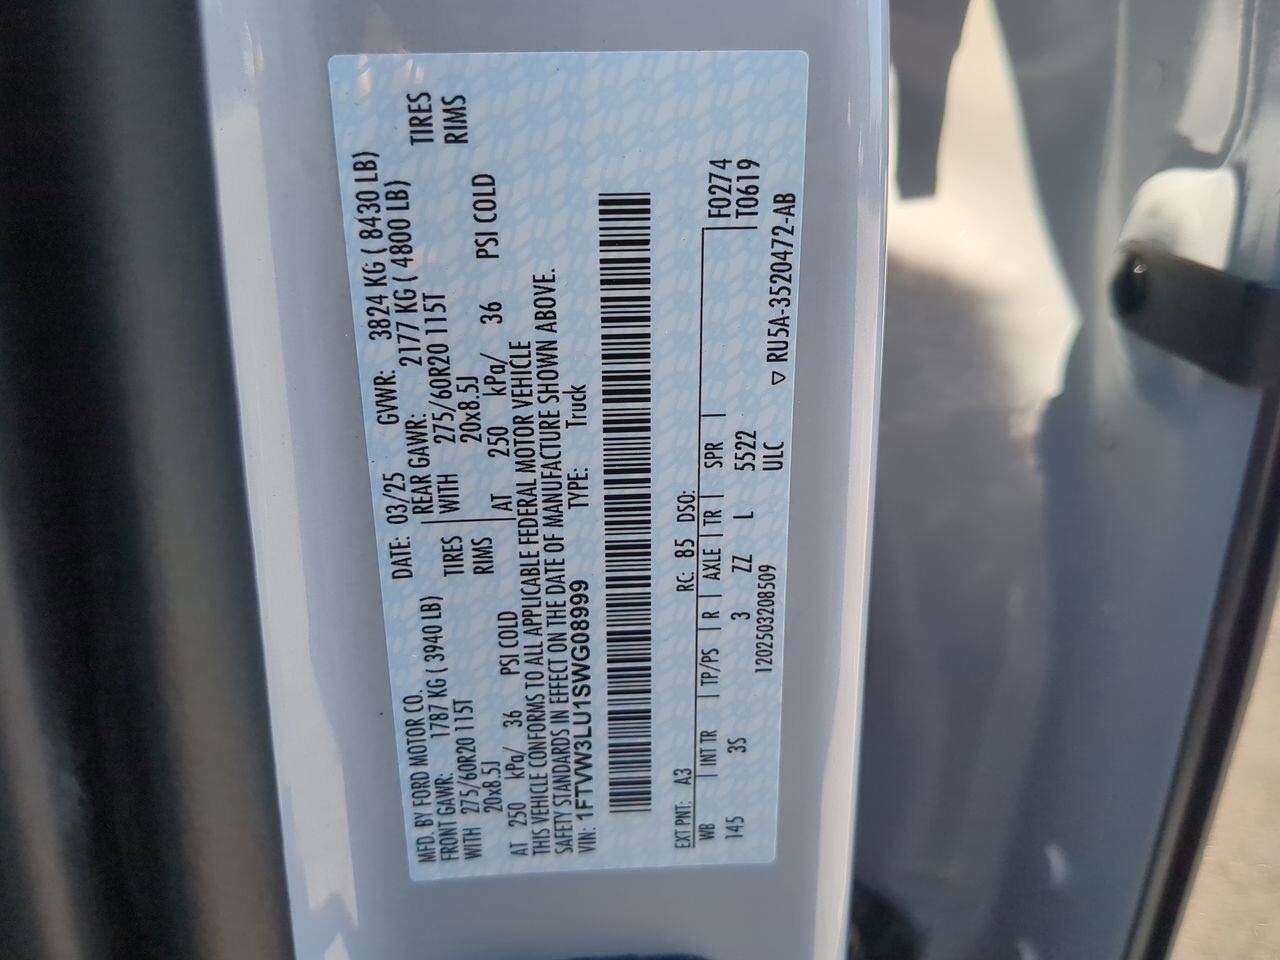 MFD. BY FORD MOTOR CO.
DATE: 03/25 GVWR: 3824 KG ( 8430 LB)
FRONT GAWR: 1787 KG ( 3940 LB) REAR GAWR: 2177 KG ( 4800 LB)
WITH 275/60R20 115T TIRES WITH 275/60R20 115T TIRES
20x8.5J RIMS 20x8.5J RIMS
AT 250 kPa/ 36 PSI COLD AT 250 kPa/ 36 PSI COLD
THIS VEHICLE CONFORMS TO ALL APPLICABLE FEDERAL MOTOR VEHICLE
SAFETY STANDARDS IN EFFECT ON THE DATE OF MANUFACTURE SHOWN ABOVE.
VIN: 1FTVW3LU1SWG08999 TYPE: Truck
EXT PNT: A3 RC: 85 DSO:
WB INT TR TP/PS R AXLE TR SPR F0274
145 3S 3 ZZ L 5522 T0619
1202503208509 ULC ▽ RU5A-3520472-AB